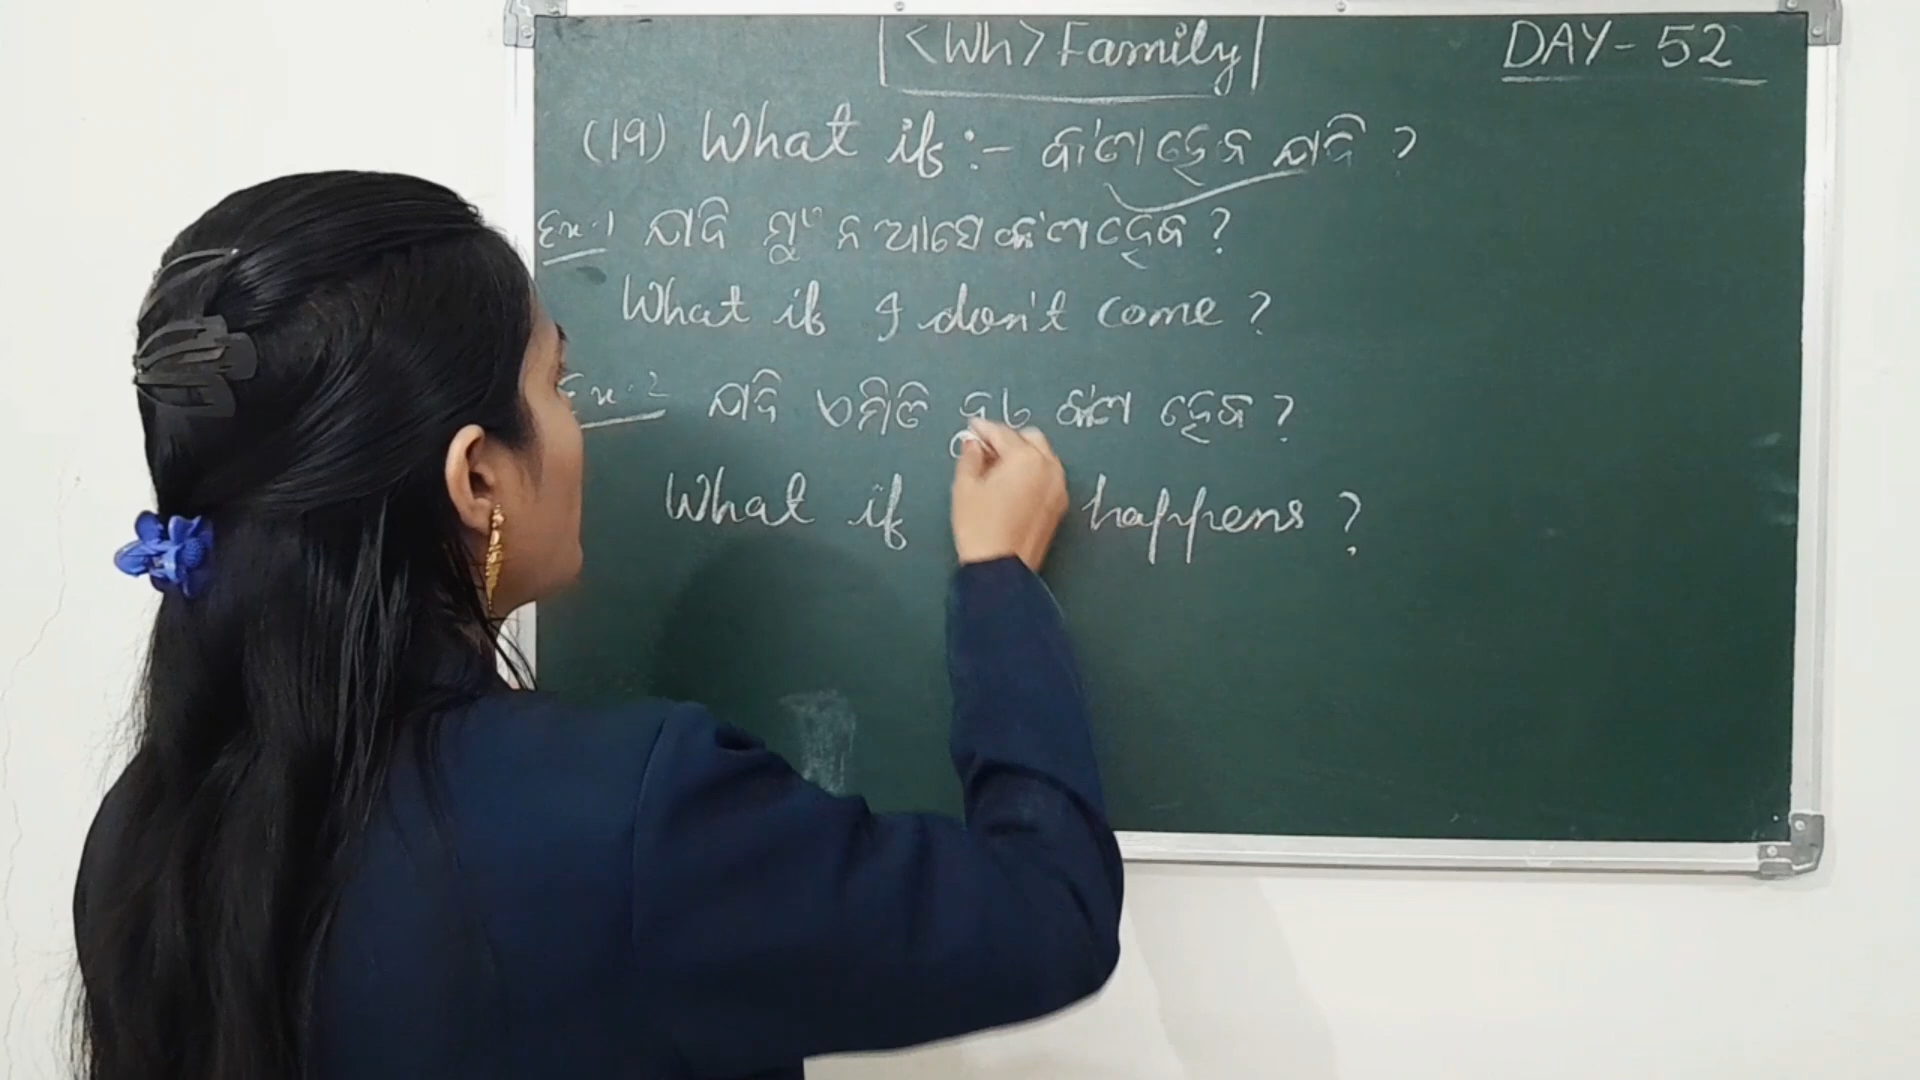 <Wh> Family
DAY - 52
(19) What if :- କ'ଣ ହେବ ଯଦି ?
Ex-1 ଯଦି ମୁଁ ନ ଆସେ କ'ଣ ହେବ ?
What if I don't come ?
Ex-2 ଯଦି ଏମିତି ହୁଏ କ'ଣ ହେବ ?
What if happens ?